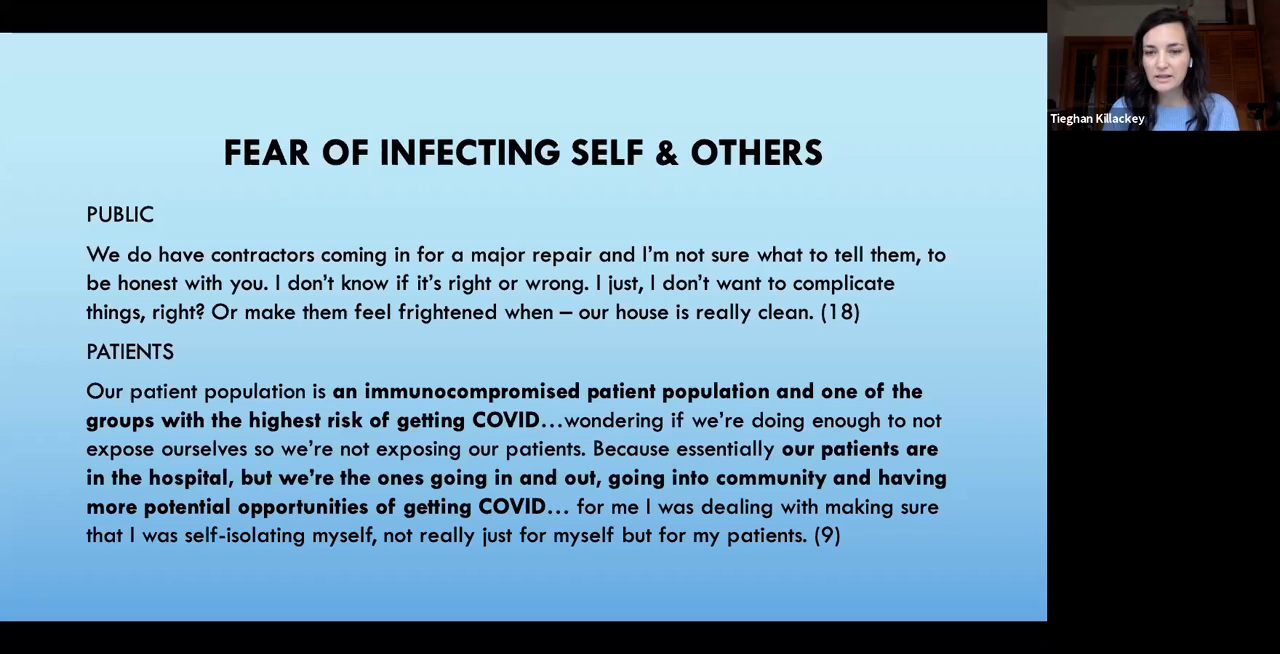 FEAR OF INFECTING SELF & OTHERS
PUBLIC
We do have contractors coming in for a major repair and I'm not sure what to tell them, to
be honest with you. I don't know if it's right or wrong. I just, I don't want to complicate
things, right? Or make them feel frightened when – our house is really clean. (18)
PATIENTS
Our patient population is an immunocompromised patient population and one of the
groups with the highest risk of getting COVID…wondering if we're doing enough to not
expose ourselves so we're not exposing our patients. Because essentially our patients are
in the hospital, but we're the ones going in and out, going into community and having
more potential opportunities of getting COVID… for me I was dealing with making sure
that I was self-isolating myself, not really just for myself but for my patients. (9)
Tieghan Killackey